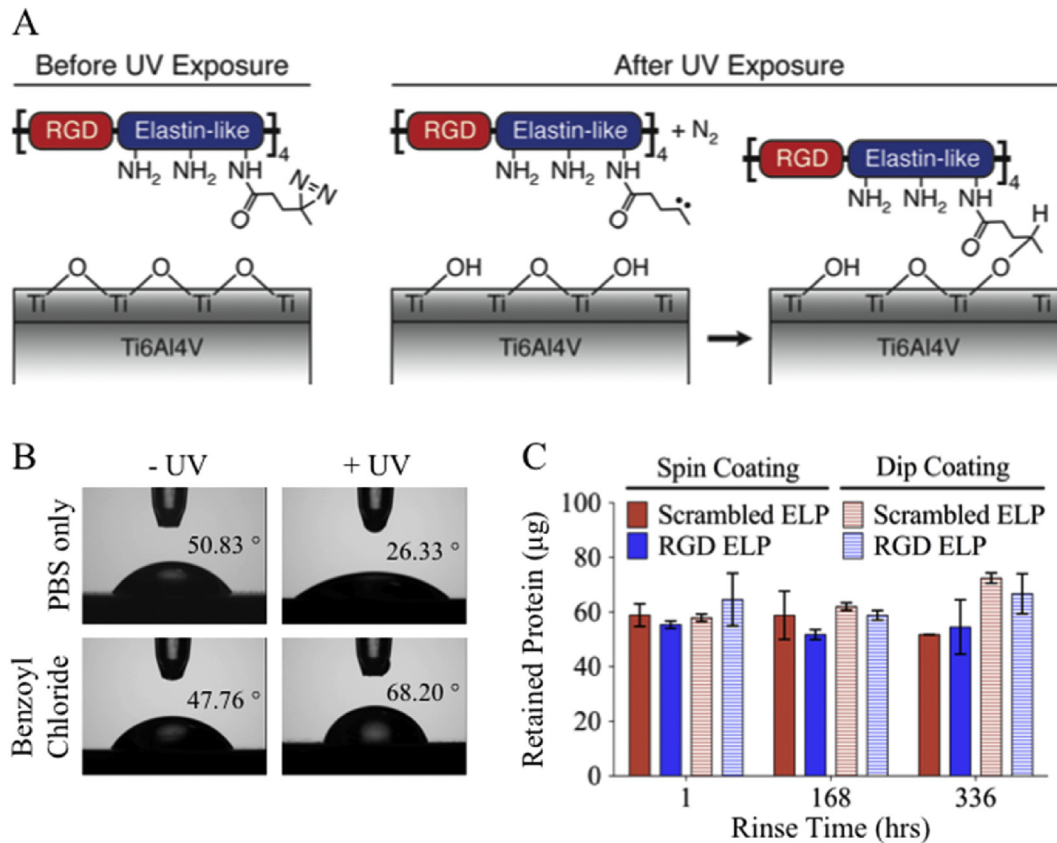 A
Before UV Exposure
After UV Exposure
[ RGD Elastin-like ]4
NH2 NH2 NH
N=N
O
O O O
Ti Ti Ti Ti
Ti6Al4V
[ RGD Elastin-like ]4 + N2
NH2 NH2 NH
O
OH O OH
Ti Ti Ti Ti
Ti6Al4V
[ RGD Elastin-like ]4
NH2 NH2 NH
O H
OH O O
Ti Ti Ti Ti
Ti6Al4V
B
- UV + UV
PBS only
50.83 °
26.33 °
Benzoyl
Chloride
47.76 °
68.20 °
C
Spin Coating Dip Coating
Scrambled ELP Scrambled ELP
RGD ELP RGD ELP
Retained Protein (µg)
100
80
60
40
20
0
1 168 336
Rinse Time (hrs)